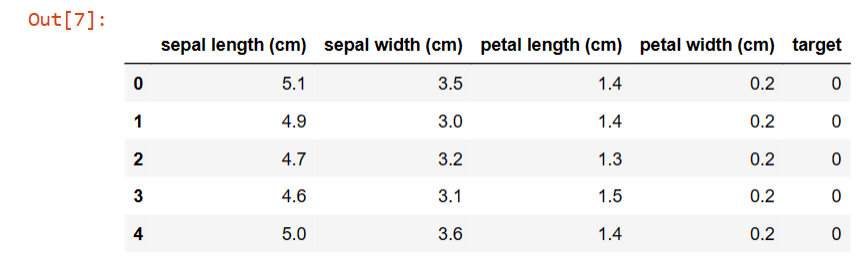 Out[7]:
sepal length (cm) sepal width (cm) petal length (cm) petal width (cm) target
0 5.1 3.5 1.4 0.2 0
1 4.9 3.0 1.4 0.2 0
2 4.7 3.2 1.3 0.2 0
3 4.6 3.1 1.5 0.2 0
4 5.0 3.6 1.4 0.2 0